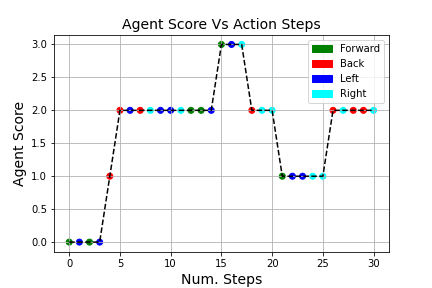 Agent Score Vs Action Steps
3.0
2.5
2.0
1.5
1.0
0.5
0.0
Agent Score
Forward
Back
Left
Right
0 5 10 15 20 25 30
Num. Steps